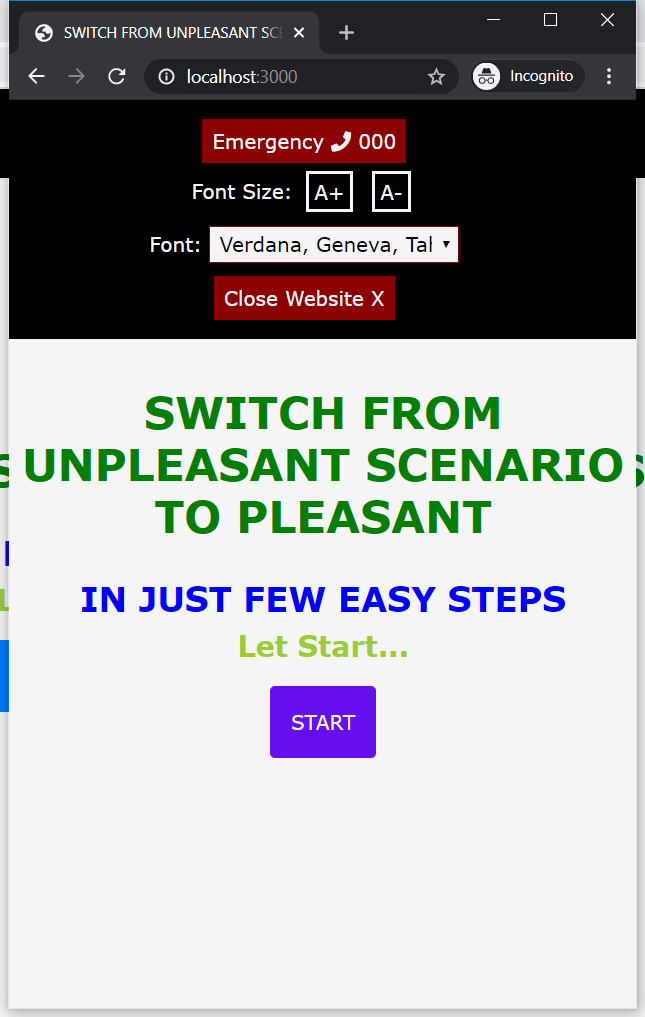 SWITCH FROM UNPLEASANT SCE
localhost:3000
Incognito
Emergency 000
Font Size: A+ A-
Font: Verdana, Geneva, Tal
Close Website X
SWITCH FROM
UNPLEASANT SCENARIO
TO PLEASANT
IN JUST FEW EASY STEPS
Let Start...
START